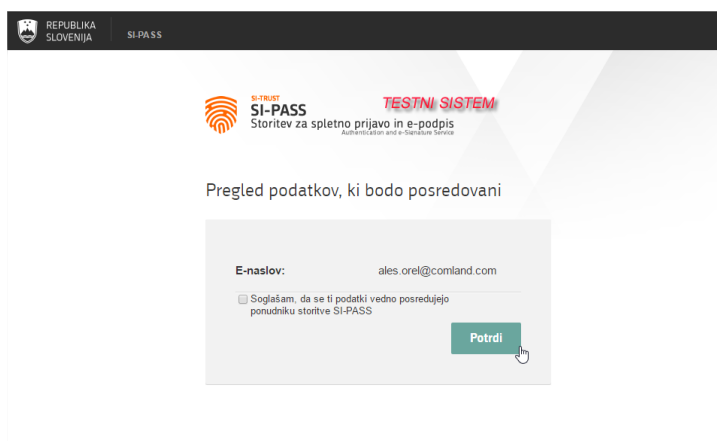 REPUBLIKA
SLOVENIJA
SI-PASS
SI-TRUST
SI-PASS
TESTNI SISTEM
Storitev za spletno prijavo in e-podpis
Authentication and e-Signature Service
Pregled podatkov, ki bodo posredovani
E-naslov: ales.orel@comland.com
Soglašam, da se ti podatki vedno posredujejo
ponudniku storitve SI-PASS
Potrdi